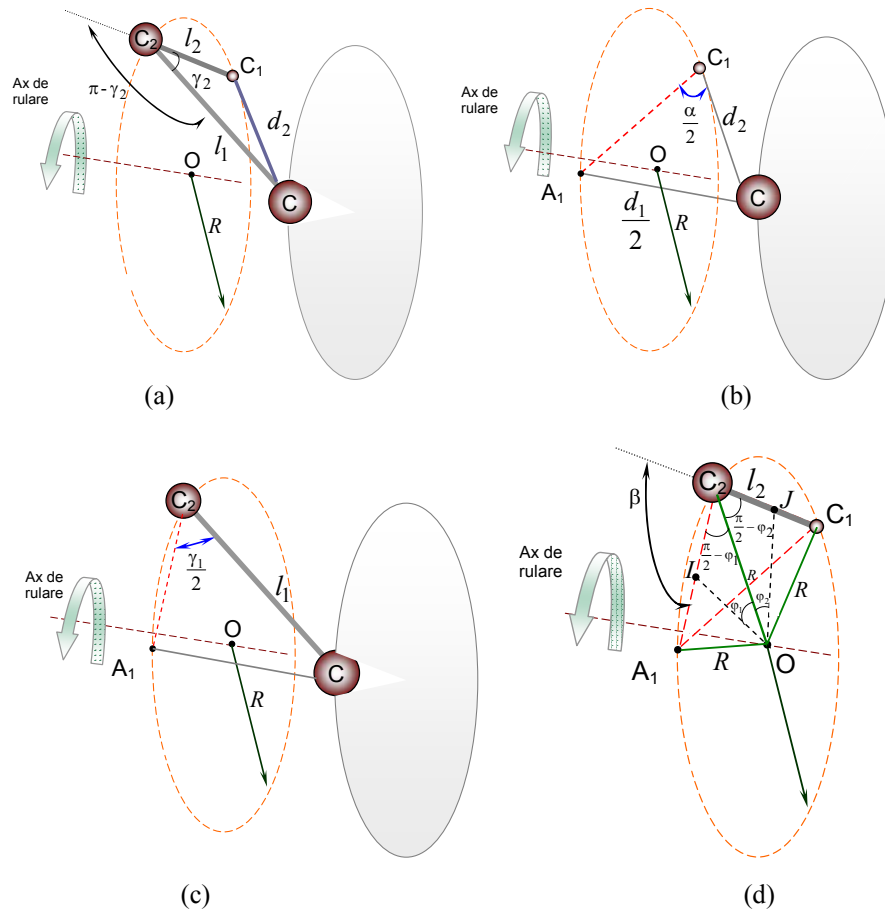 C₂
l₂
C₁
Ax de
rulare
π-γ₂
γ₂
d₂
l₁
O
C
R
(a)
C₁
Ax de
rulare
α/2
d₂
O
A₁
C
d₁/2
R
(b)
C₂
γ₁/2
Ax de
rulare
l₁
O
A₁
C
R
(c)
C₂
l₂
J
β
C₁
π/2-φ₂
π/2-φ₁
Ax de
rulare
I
R
R
φ₁
φ₂
A₁
R
O
(d)